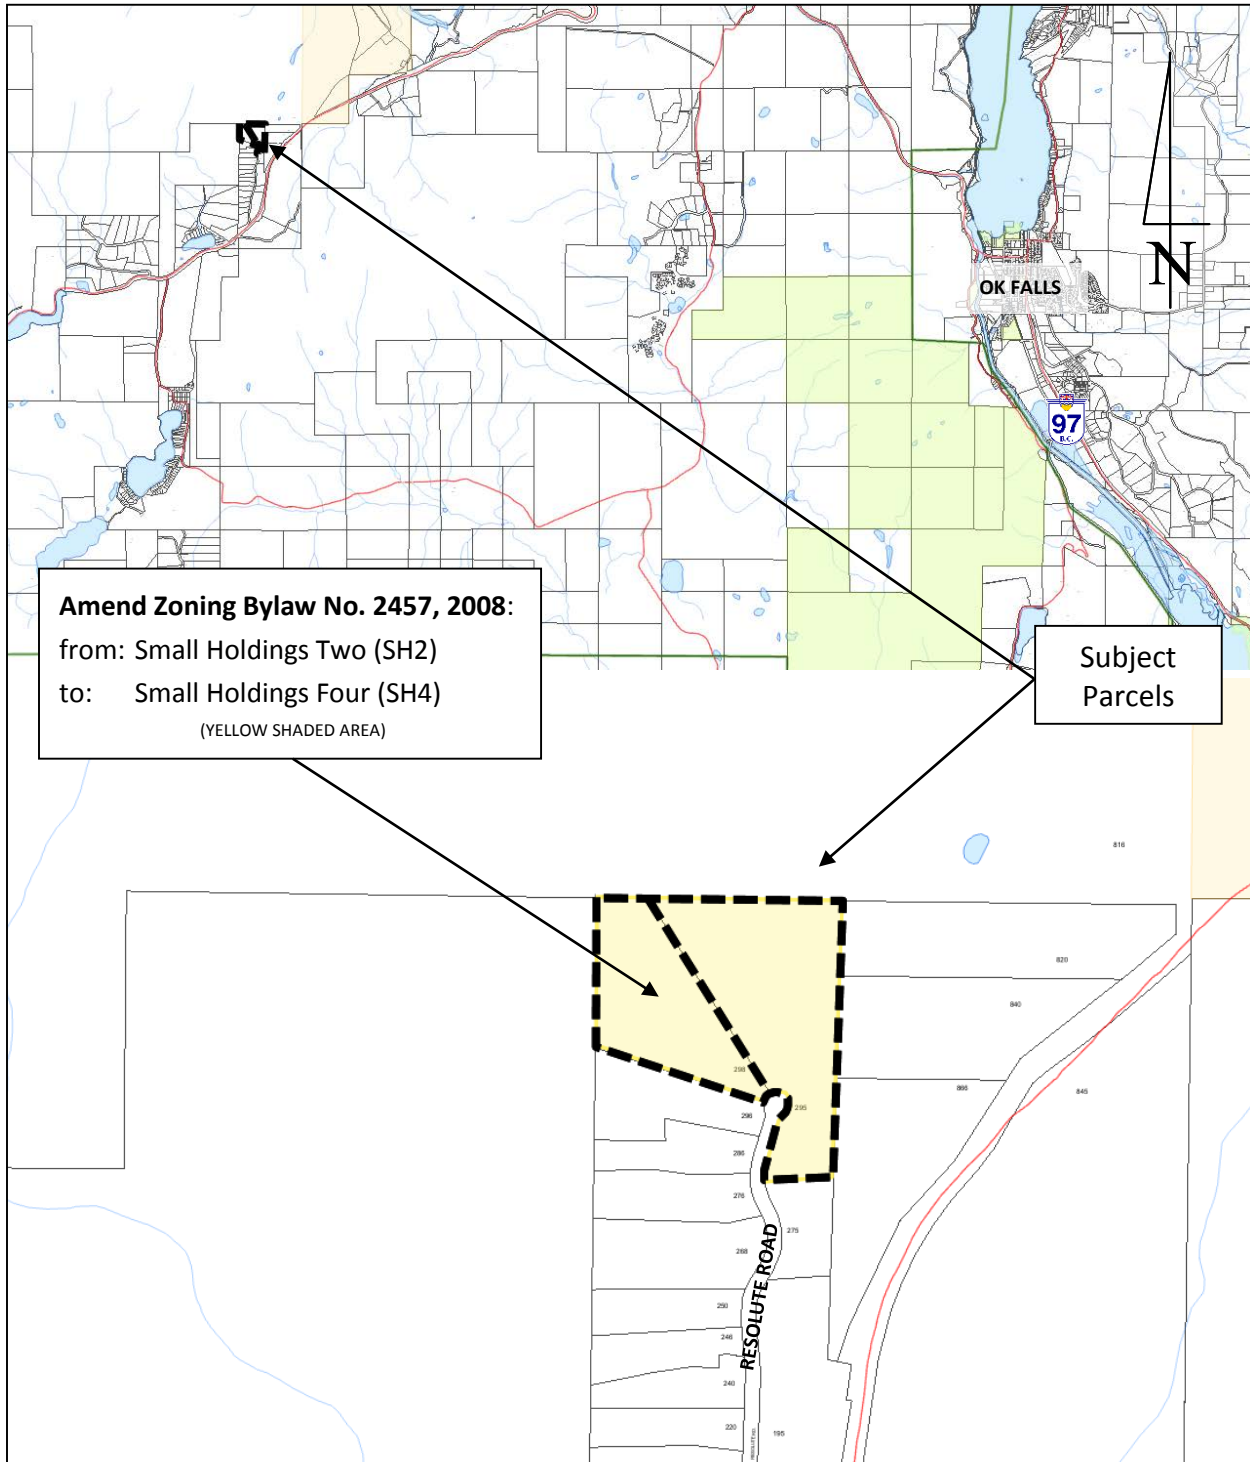 OK FALLS
N
97
B.C.
Amend Zoning Bylaw No. 2457, 2008:
from: Small Holdings Two (SH2)
to: Small Holdings Four (SH4)
(YELLOW SHADED AREA)
Subject
Parcels
816
820
840
866
845
298
295
296
286
276
275
268
250
246
240
220
195
RESOLUTE ROAD